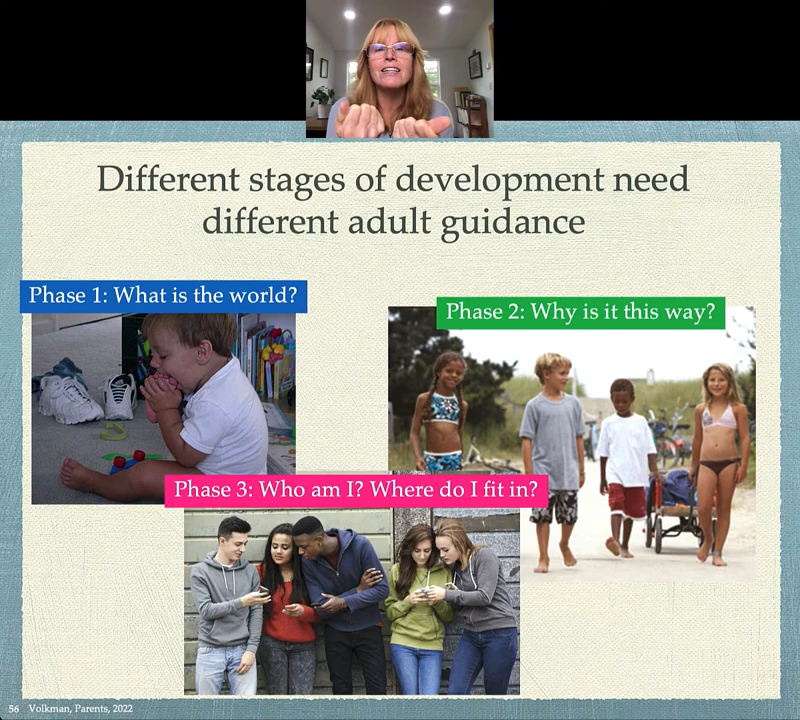 Different stages of development need
different adult guidance
Phase 1: What is the world?
Phase 2: Why is it this way?
Phase 3: Who am I? Where do I fit in?
56 Volkman, Parents, 2022